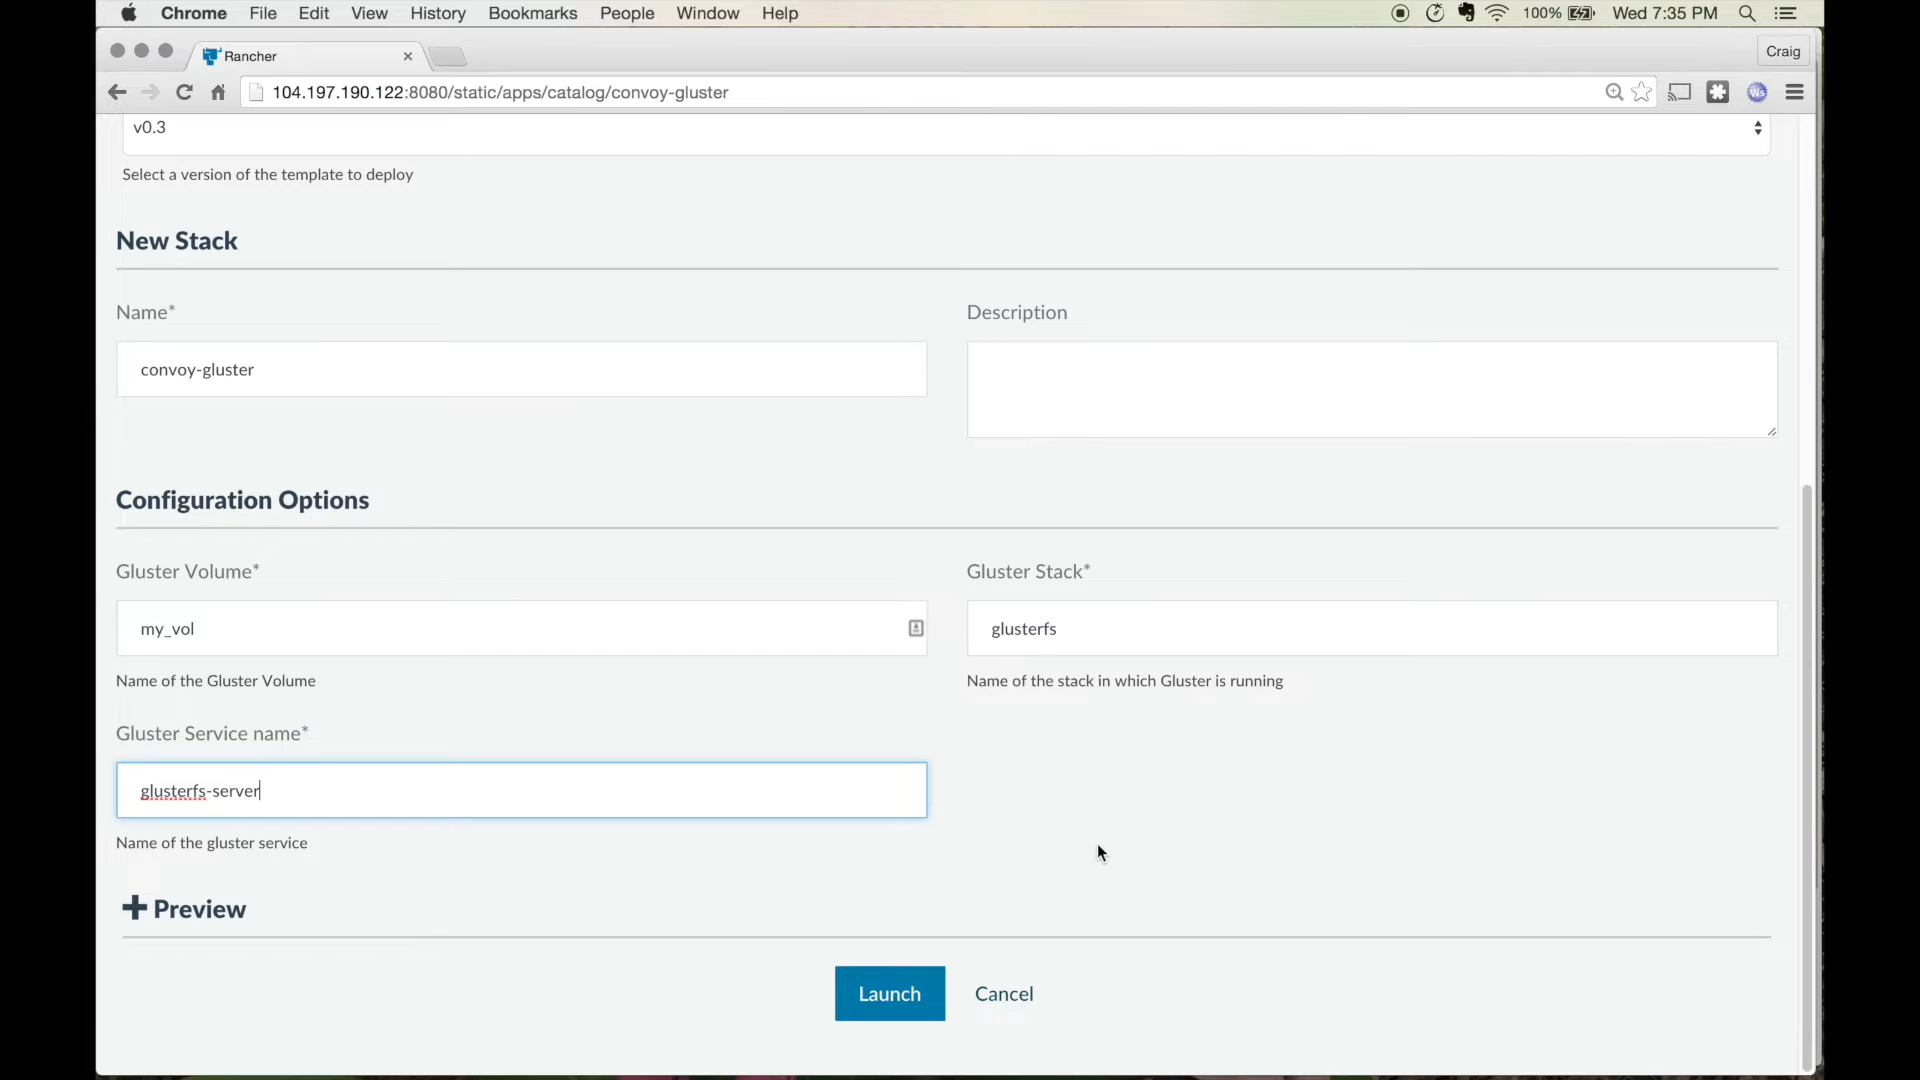 Chrome File Edit View History Bookmarks People Window Help 100% Wed 7:35 PM
Rancher Craig
104.197.190.122:8080/static/apps/catalog/convoy-gluster
v0.3
Select a version of the template to deploy
New Stack
Name* Description
convoy-gluster
Configuration Options
Gluster Volume* Gluster Stack*
my_vol glusterfs
Name of the Gluster Volume Name of the stack in which Gluster is running
Gluster Service name*
glusterfs-server
Name of the gluster service
Preview
Launch Cancel